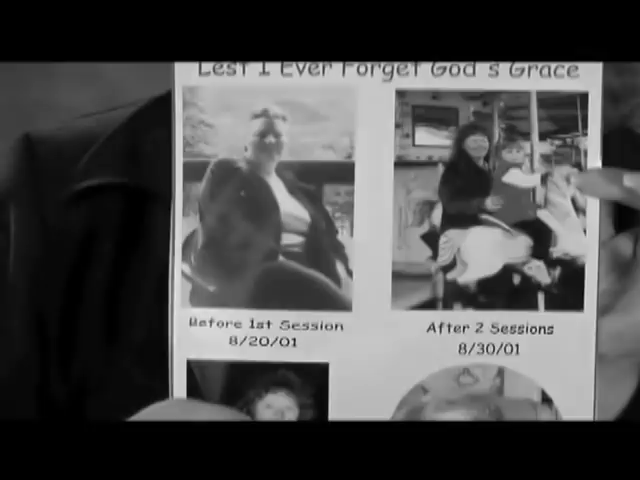 Lest I Ever Forget God's Grace
Before 1st Session
8/20/01
After 2 Sessions
8/30/01